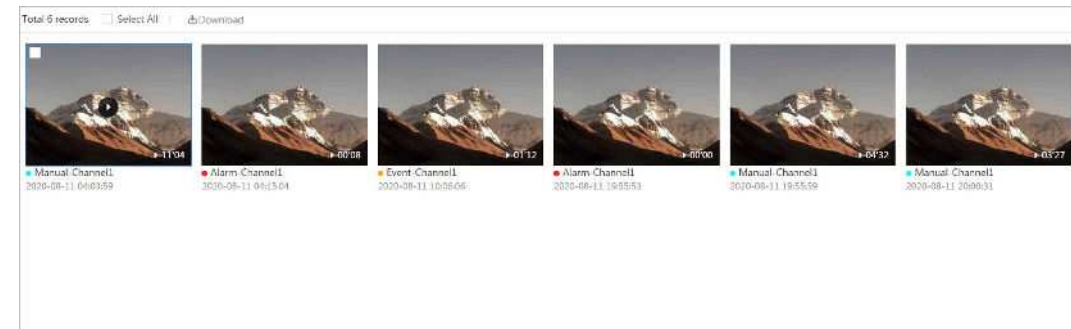 Total 6 records Select All Download
11'04 00'08 01'12 00'00 04'32 03'27
Manual-Channel1 Alarm-Channel1 Event-Channel1 Alarm-Channel1 Manual-Channel1 Manual-Channel1
2020-08-11 04:03:59 2020-08-11 04:15:04 2020-08-11 10:06:06 2020-08-11 19:55:53 2020-08-11 19:55:59 2020-08-11 20:00:31